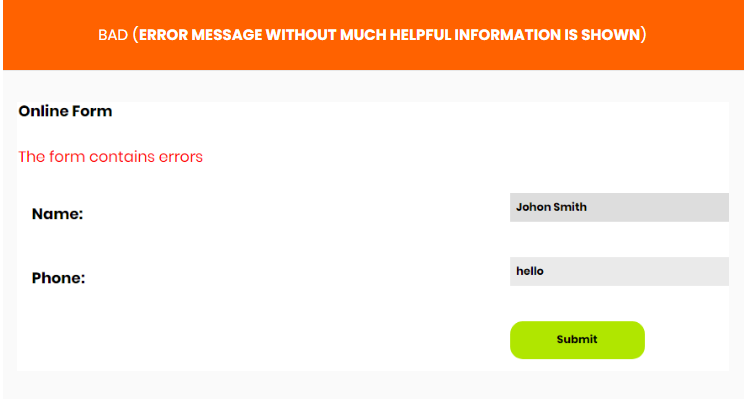 BAD (ERROR MESSAGE WITHOUT MUCH HELPFUL INFORMATION IS SHOWN)
Online Form
The form contains errors
Name: Johon Smith
Phone: hello
Submit